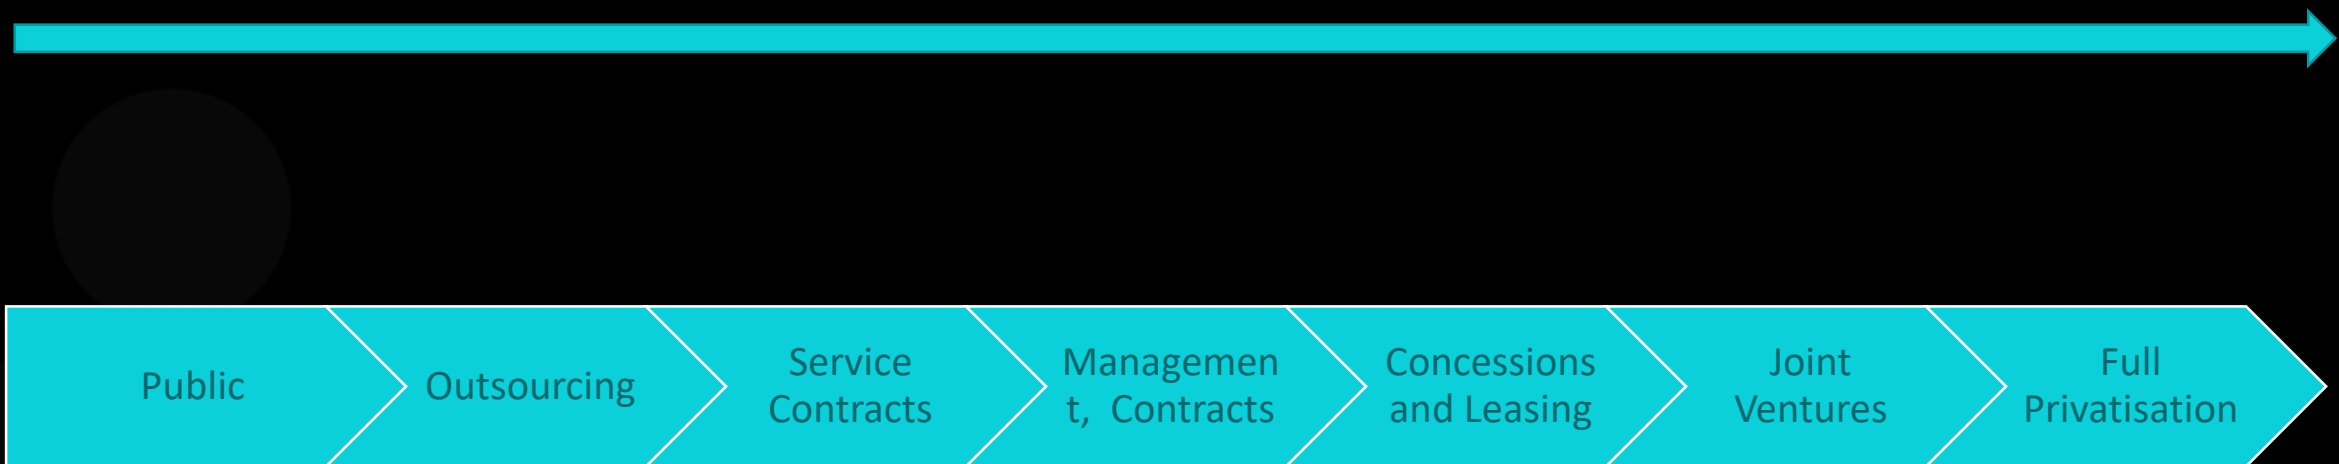 Public
Outsourcing
Service
Contracts
Managemen
t,  Contracts
Concessions
and Leasing
Joint
Ventures
Full
Privatisation